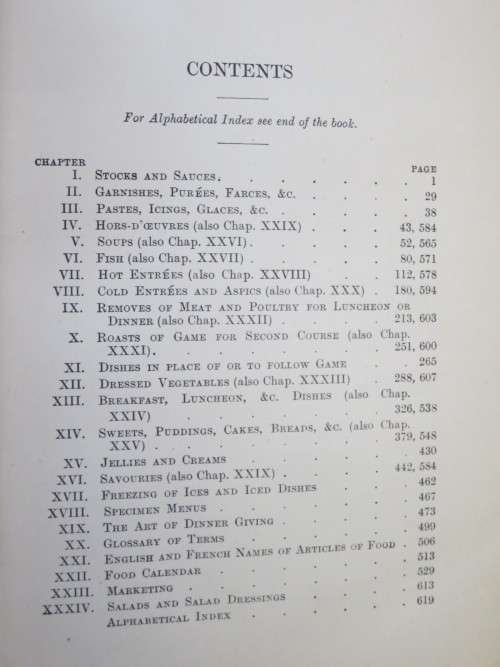 CONTENTS
For Alphabetical Index see end of the book.
CHAPTER PAGE
I. STOCKS AND SAUCES . . . . . . 1
II. GARNISHES, PURÉES, FARCES, &c. . . . . 29
III. PASTES, ICINGS, GLACES, &c. . . . . . 38
IV. HORS-D'ŒUVRES (also Chap. XXIX) . . . 43, 584
V. SOUPS (also Chap. XXVI) . . . . . 52, 565
VI. FISH (also Chap. XXVII) . . . . . 80, 571
VII. HOT ENTRÉES (also Chap. XXVIII) . . . 112, 578
VIII. COLD ENTRÉES AND ASPICS (also Chap. XXX) . 180, 594
IX. REMOVES OF MEAT AND POULTRY FOR LUNCHEON OR
DINNER (also Chap. XXXII) . . . . 213, 603
X. ROASTS OF GAME FOR SECOND COURSE (also Chap.
XXXI) . . . . . . . 251, 600
XI. DISHES IN PLACE OF OR TO FOLLOW GAME . . 265
XII. DRESSED VEGETABLES (also Chap. XXXIII) . . 288, 607
XIII. BREAKFAST, LUNCHEON, &c. DISHES (also Chap.
XXIV) . . . . . . . 326, 538
XIV. SWEETS, PUDDINGS, CAKES, BREADS, &c. (also Chap.
XXV) . . . . . . . 379, 548
XV. JELLIES AND CREAMS . . . . . 430
XVI. SAVOURIES (also Chap. XXIX) . . . . 442, 584
XVII. FREEZING OF ICES AND ICED DISHES . . . 462
XVIII. SPECIMEN MENUS . . . . . . 467
XIX. THE ART OF DINNER GIVING . . . . 473
XX. GLOSSARY OF TERMS . . . . . 499
XXI. ENGLISH AND FRENCH NAMES OF ARTICLES OF FOOD . 506
XXII. FOOD CALENDAR . . . . . . 513
XXIII. MARKETING . . . . . . . 529
XXXIV. SALADS AND SALAD DRESSINGS . . . . 613
ALPHABETICAL INDEX . . . . . 619